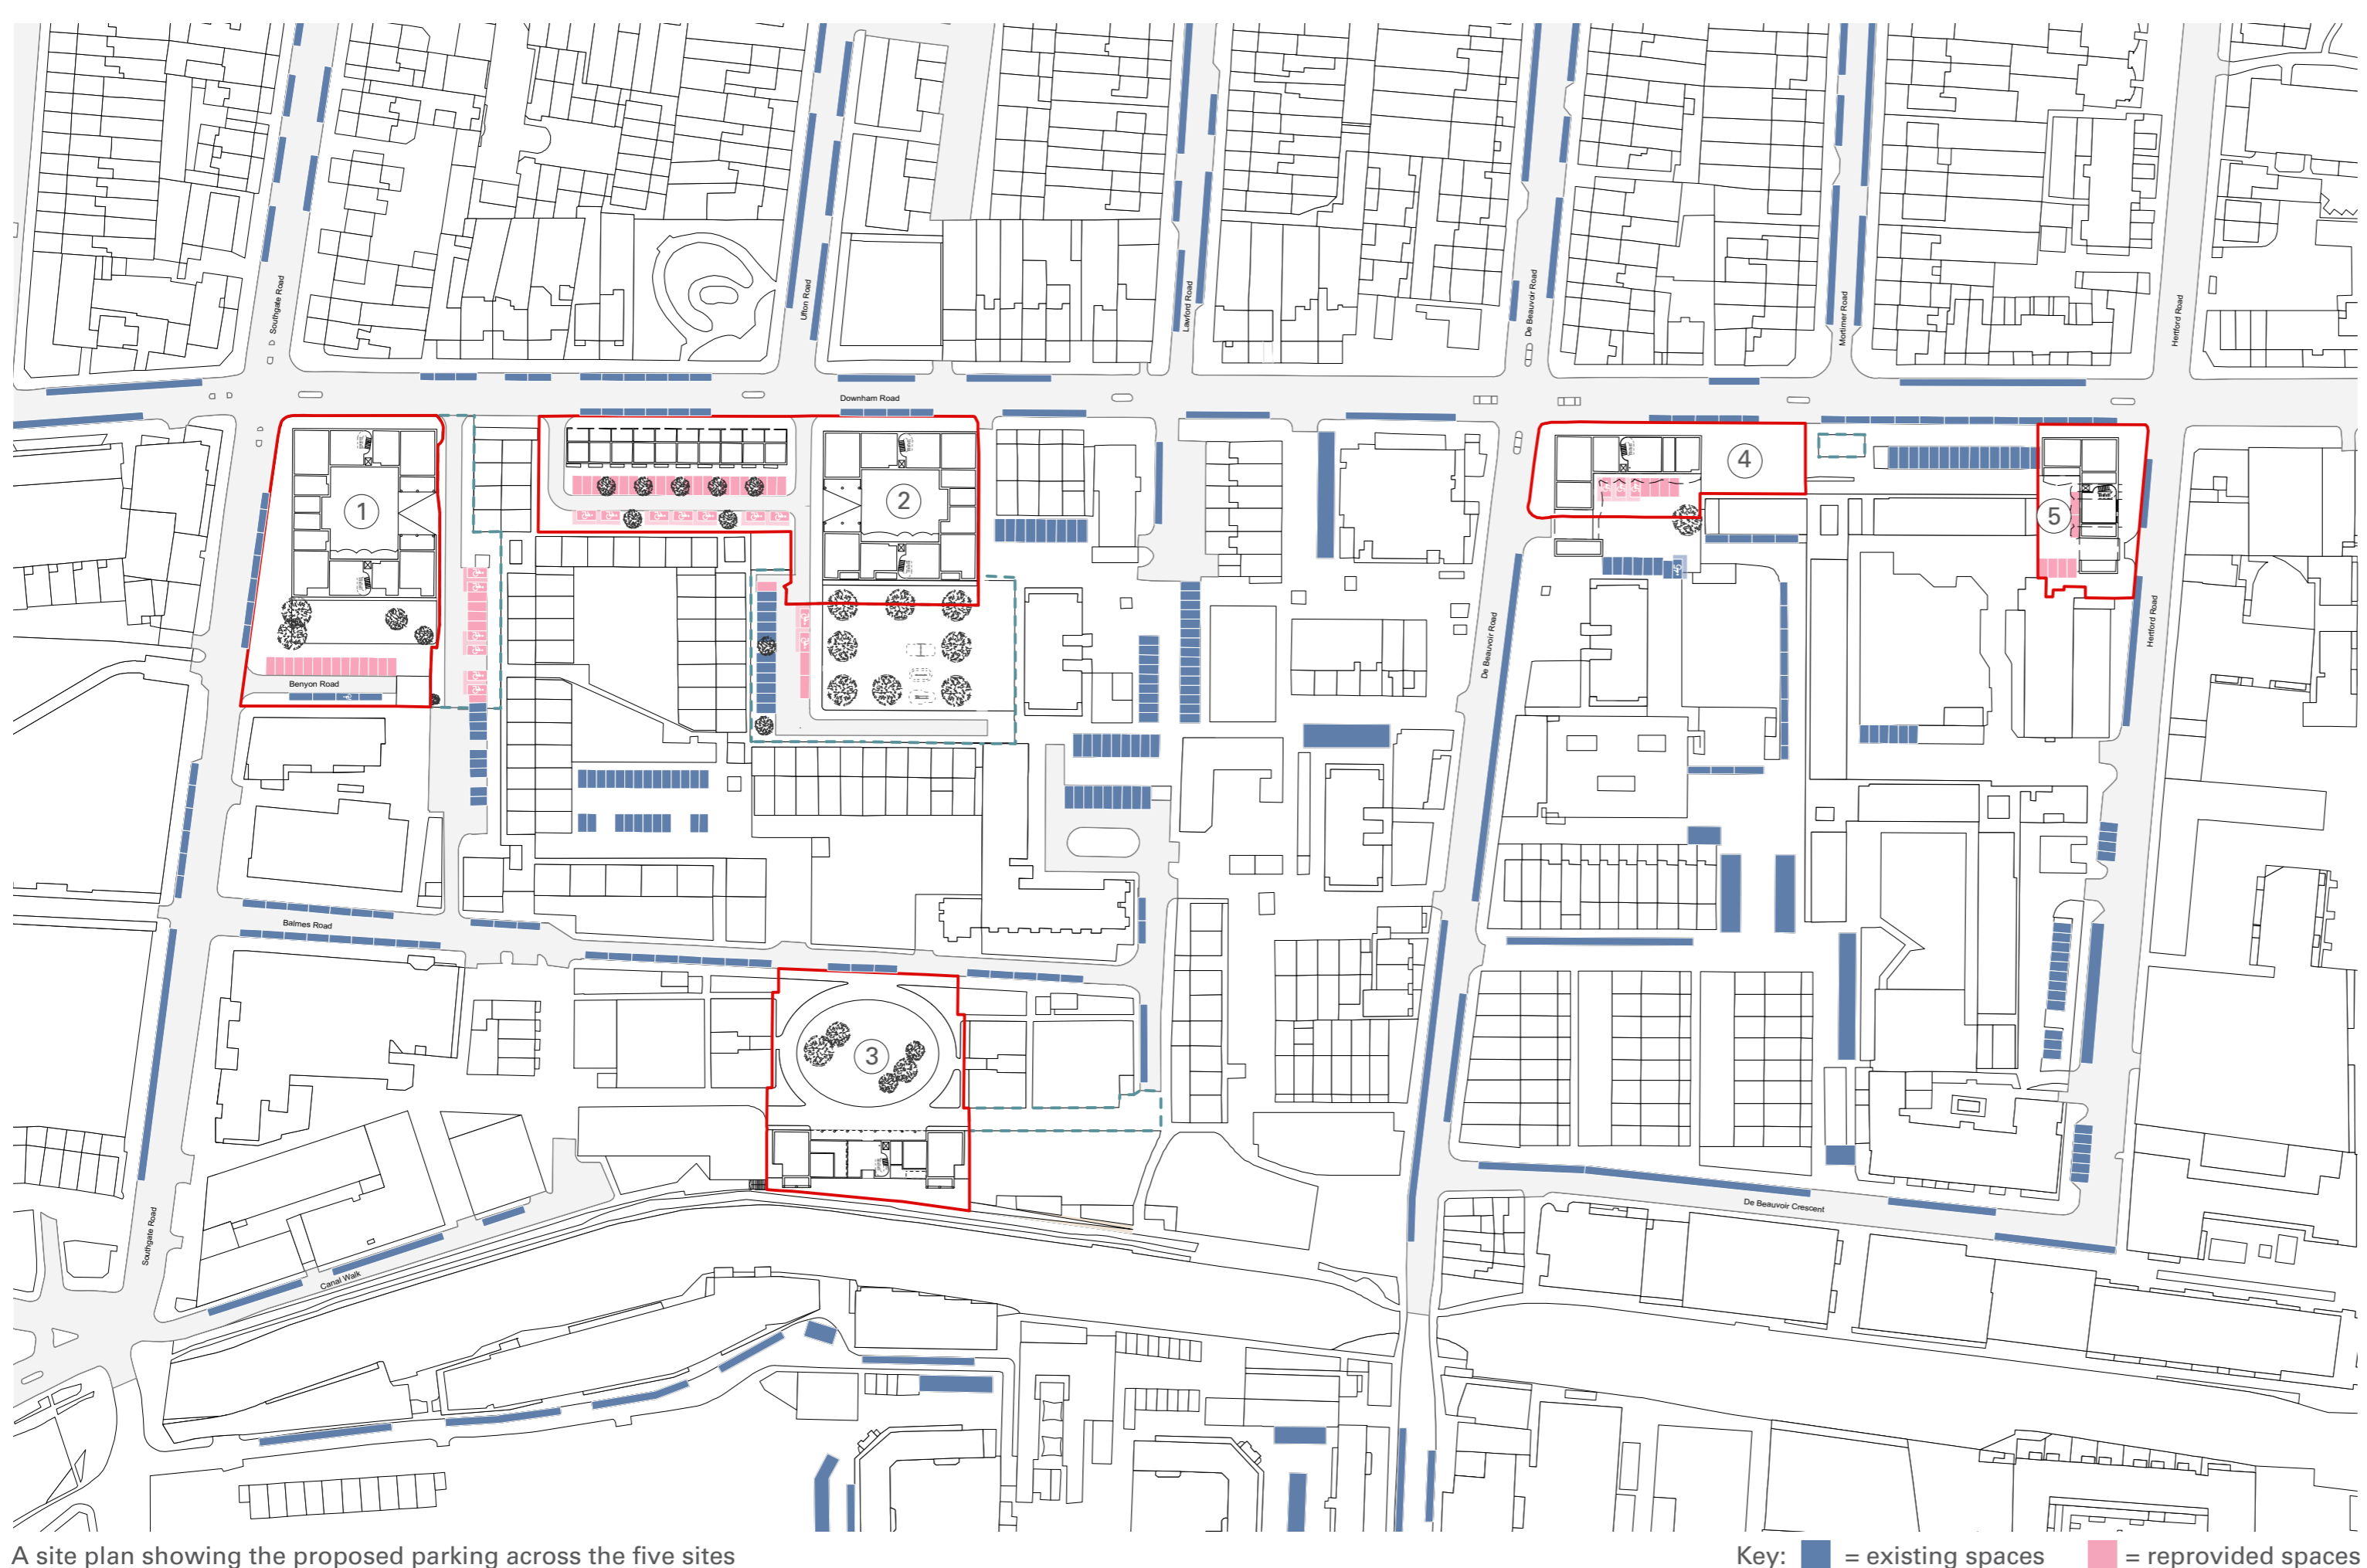 Southgate Road
Ufton Road
Lawford Road
De Beauvoir Road
Mortimer Road
Hertford Road
Downham Road
1
2
4
5
Benyon Road
De Beauvoir Road
Hertford Road
Balmes Road
3
De Beauvoir Crescent
Southgate Road
Canal Walk
A site plan showing the proposed parking across the five sites
Key: = existing spaces = reprovided spaces